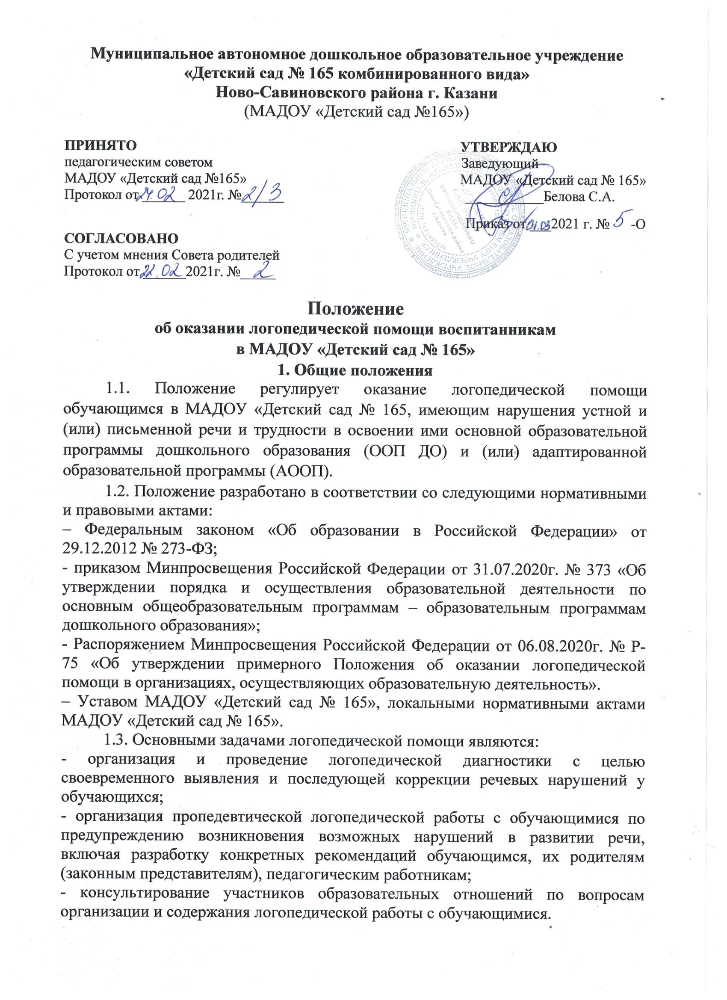 Муниципальное автономное дошкольное образовательное учреждение
«Детский сад № 165 комбинированного вида»
Ново-Савиновского района г. Казани
(МАДОУ «Детский сад №165»)
ПРИНЯТО
педагогическим советом
МАДОУ «Детский сад №165»
Протокол от 02 2021г. № 2/3
СОГЛАСОВАНО
С учетом мнения Совета родителей
Протокол от 22.02 2021г. № 2
УТВЕРЖДАЮ
Заведующий
МАДОУ «Детский сад № 165»
Белова С.А.
Приказ от 01.03 2021 г. № 5 -О
Положение
об оказании логопедической помощи воспитанникам
в МАДОУ «Детский сад № 165»
1. Общие положения
1.1. Положение регулирует оказание логопедической помощи
обучающимся в МАДОУ «Детский сад № 165, имеющим нарушения устной и
(или) письменной речи и трудности в освоении ими основной образовательной
программы дошкольного образования (ООП ДО) и (или) адаптированной
образовательной программы (АООП).
1.2. Положение разработано в соответствии со следующими нормативными
и правовыми актами:
– Федеральным законом «Об образовании в Российской Федерации» от
29.12.2012 № 273-ФЗ;
- приказом Минпросвещения Российской Федерации от 31.07.2020г. № 373 «Об
утверждении порядка и осуществления образовательной деятельности по
основным общеобразовательным программам – образовательным программам
дошкольного образования»;
- Распоряжением Минпросвещения Российской Федерации от 06.08.2020г. № Р-
75 «Об утверждении примерного Положения об оказании логопедической
помощи в организациях, осуществляющих образовательную деятельность».
– Уставом МАДОУ «Детский сад № 165», локальными нормативными актами
МАДОУ «Детский сад № 165».
1.3. Основными задачами логопедической помощи являются:
- организация и проведение логопедической диагностики с целью
своевременного выявления и последующей коррекции речевых нарушений у
обучающихся;
- организация пропедевтической логопедической работы с обучающимися по
предупреждению возникновения возможных нарушений в развитии речи,
включая разработку конкретных рекомендаций обучающимся, их родителям
(законным представителям), педагогическим работникам;
- консультирование участников образовательных отношений по вопросам
организации и содержания логопедической работы с обучающимися.